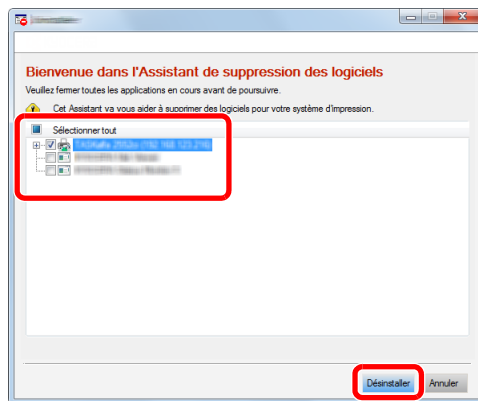 Bienvenue dans l'Assistant de suppression des logiciels
Veuillez fermer toutes les applications en cours avant de poursuivre.
Cet Assistant va vous aider à supprimer des logiciels pour votre système d'impression.
Sélectionner tout
Désinstaller Annuler